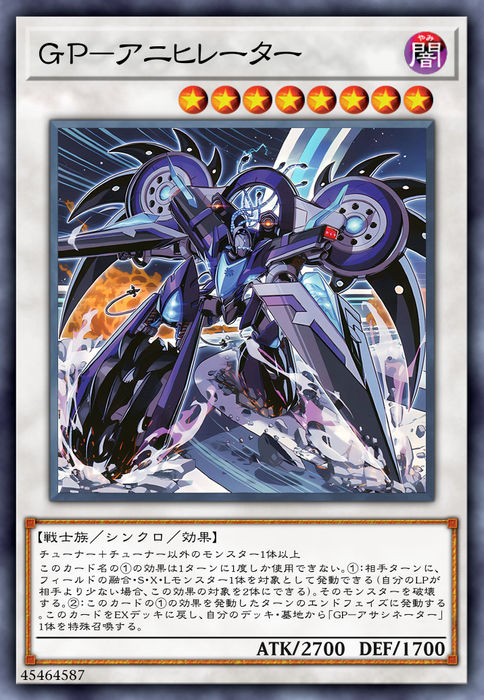 GP－アニヒレーター
やみ
闇
【戦士族／シンクロ／効果】
チューナー＋チューナー以外のモンスター1体以上
このカード名の①の効果は1ターンに1度しか使用できない。①：相手ターンに、
フィールドの融合・S・X・Lモンスター1体を対象として発動できる（自分のLPが
相手より少ない場合、この効果の対象を2体にできる）。そのモンスターを破壊
する。②：このカードの①の効果を発動したターンのエンドフェイズに発動する
。このカードをEXデッキに戻し、自分のデッキ・墓地から「GP－アサシネーター」
1体を特殊召喚する。
ATK/2700 DEF/1700
45464587